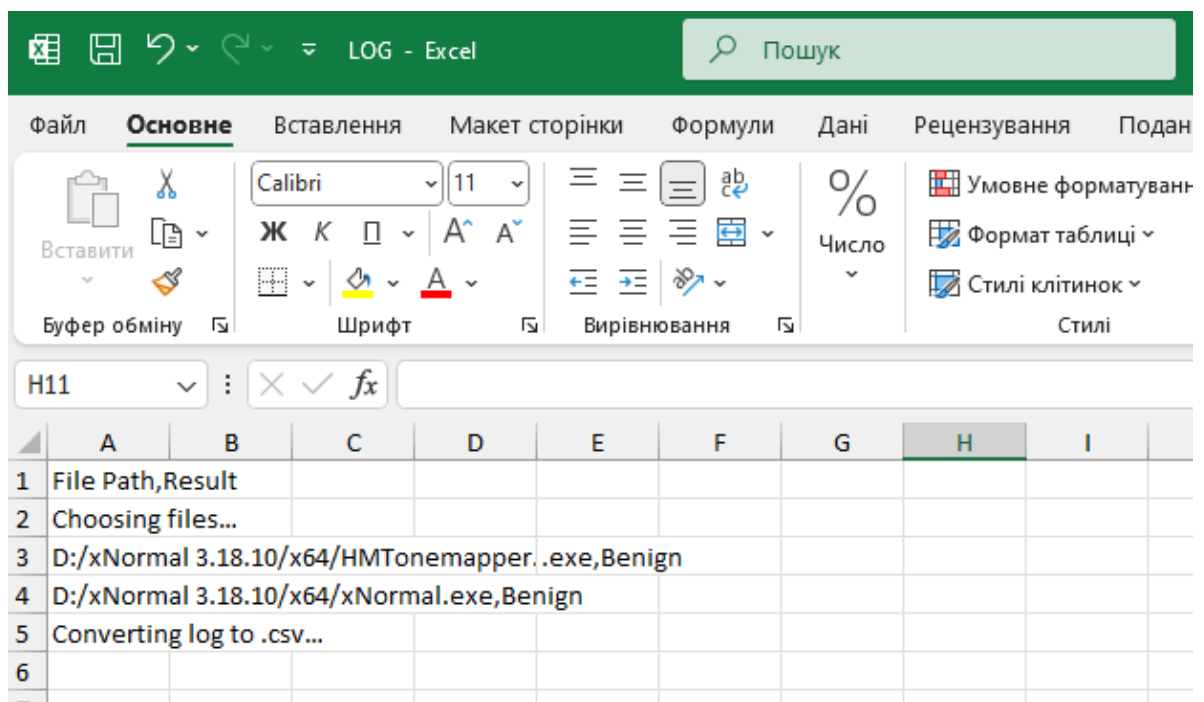 LOG - Excel
Пошук
Файл Основне Вставлення Макет сторінки Формули Дані Рецензування Подан
Вставити
Calibri 11
Ж К П A A
ab
Число
Умовне форматуванн
Формат таблиці
Стилі клітинок
Буфер обміну Шрифт Вирівнювання Стилі
H11 fx
A B C D E F G H I
1 File Path,Result
2 Choosing files...
3 D:/xNormal 3.18.10/x64/HMTonemapper. .exe,Benign
4 D:/xNormal 3.18.10/x64/xNormal.exe,Benign
5 Converting log to .csv...
6